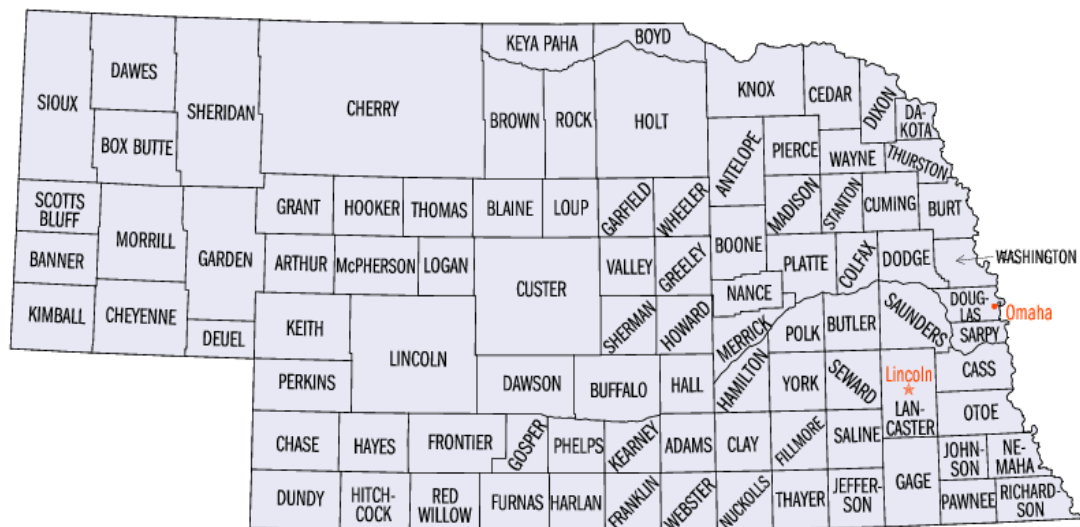 BOYD
KEYA PAHA
DAWES
SIOUX
SHERIDAN
CHERRY
KNOX
CEDAR
DIXON
DA-
KOTA
BROWN
ROCK
HOLT
BOX BUTTE
ANTELOPE
PIERCE
WAYNE
THURSTON
SCOTTS
BLUFF
GRANT
HOOKER
THOMAS
BLAINE
LOUP
GARFIELD
WHEELER
MADISON
STANTON
CUMING
BURT
MORRILL
BANNER
GARDEN
ARTHUR
McPHERSON
LOGAN
CUSTER
VALLEY
GREELEY
BOONE
PLATTE
COLFAX
DODGE
WASHINGTON
KIMBALL
CHEYENNE
DEUEL
KEITH
LINCOLN
SHERMAN
HOWARD
NANCE
MERRICK
POLK
BUTLER
SAUNDERS
DOUG-
LAS
Omaha
SARPY
PERKINS
DAWSON
BUFFALO
HALL
HAMILTON
YORK
SEWARD
Lincoln
LAN-
CASTER
CASS
OTOE
CHASE
HAYES
FRONTIER
GOSPER
PHELPS
KEARNEY
ADAMS
CLAY
FILLMORE
SALINE
JOHN-
SON
NE-
MAHA
DUNDY
HITCH-
COCK
RED
WILLOW
FURNAS
HARLAN
FRANKLIN
WEBSTER
NUCKOLLS
THAYER
JEFFER-
SON
GAGE
PAWNEE
RICHARD-
SON